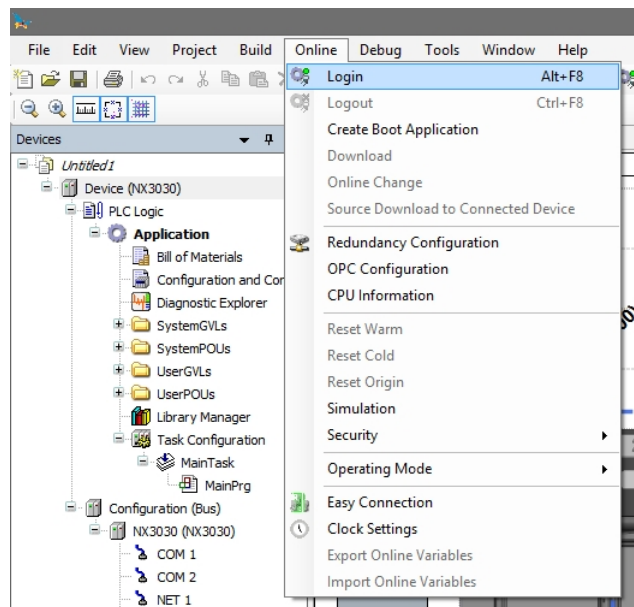 File Edit View Project Build Online Debug Tools Window Help
Devices
Untitled1
Device (NX3030)
PLC Logic
Application
Bill of Materials
Configuration and Con
Diagnostic Explorer
SystemGVLs
SystemPOUs
UserGVLs
UserPOUs
Library Manager
Task Configuration
MainTask
MainPrg
Configuration (Bus)
NX3030 (NX3030)
COM 1
COM 2
NET 1
Login Alt+F8
Logout Ctrl+F8
Create Boot Application
Download
Online Change
Source Download to Connected Device
Redundancy Configuration
OPC Configuration
CPU Information
Reset Warm
Reset Cold
Reset Origin
Simulation
Security
Operating Mode
Easy Connection
Clock Settings
Export Online Variables
Import Online Variables